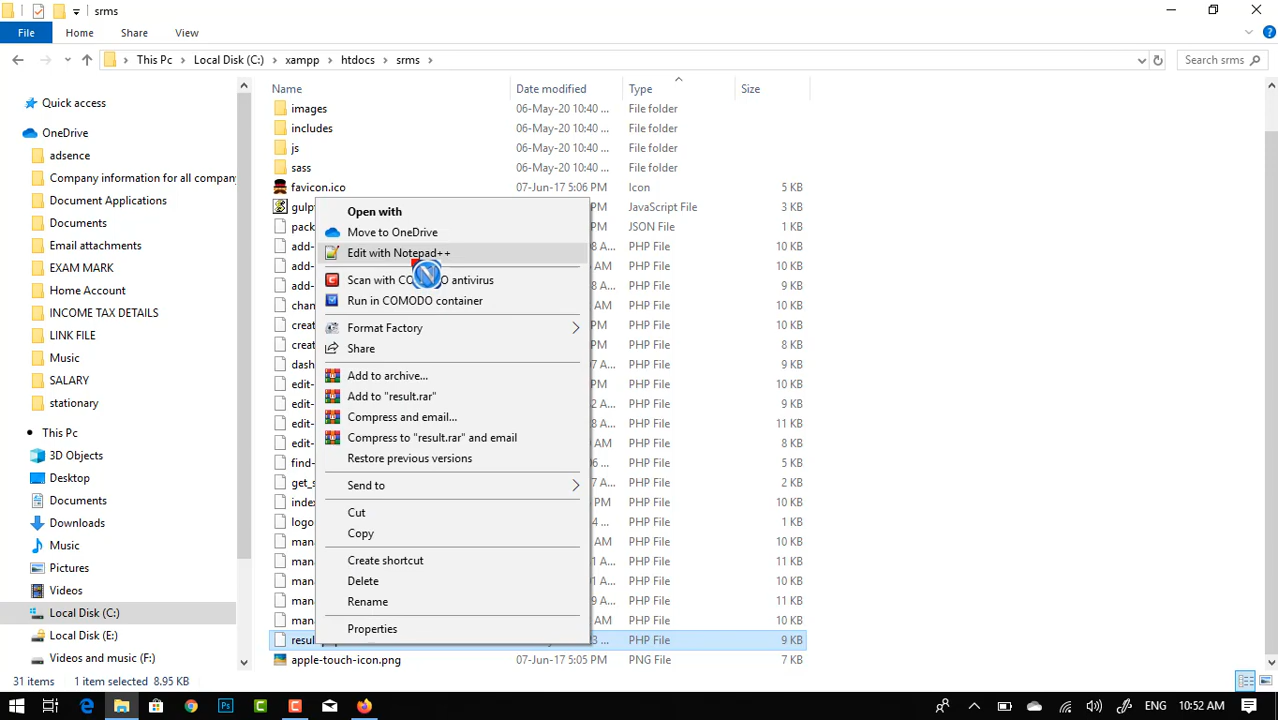 srms
File
Home
Share
View
This Pc
Local Disk (C:)
xampp
htdocs
srms
Search srms
Name
Date modified
Type
Size
Quick access
OneDrive
adsence
Company information for all company
Document Applications
Documents
Email attachments
EXAM MARK
Home Account
INCOME TAX DETAILS
LINK FILE
Music
SALARY
stationary
This Pc
3D Objects
Desktop
Documents
Downloads
Music
Pictures
Videos
Local Disk (C:)
Local Disk (E:)
Videos and music (F:)
images 06-May-20 10:40 ... File folder
includes 06-May-20 10:40 ... File folder
js 06-May-20 10:40 ... File folder
sass 06-May-20 10:40 ... File folder
favicon.ico 07-Jun-17 5:06 PM Icon 5 KB
JavaScript File 3 KB
JSON File 2 KB
PHP File 8 KB
PHP File 10 KB
PHP File 9 KB
PHP File 10 KB
PHP File 9 KB
PHP File 8 KB
PHP File 9 KB
PHP File 10 KB
PHP File 10 KB
PHP File 11 KB
PHP File 8 KB
PHP File 5 KB
PHP File 2 KB
PHP File 10 KB
PHP File 1 KB
PHP File 10 KB
PHP File 11 KB
PHP File 10 KB
PHP File 10 KB
PHP File 10 KB
PHP File 9 KB
apple-touch-icon.png 07-Jun-17 5:05 PM PNG File 7 KB
Open with
Move to OneDrive
Edit with Notepad++
Scan with antivirus
Run in COMODO container
Format Factory
Share
Add to archive...
Add to "result.rar"
Compress and email...
Compress to "result.rar" and email
Restore previous versions
Send to
Cut
Copy
Create shortcut
Delete
Rename
Properties
31 items 1 item selected 8.95 KB
ENG 10:52 AM